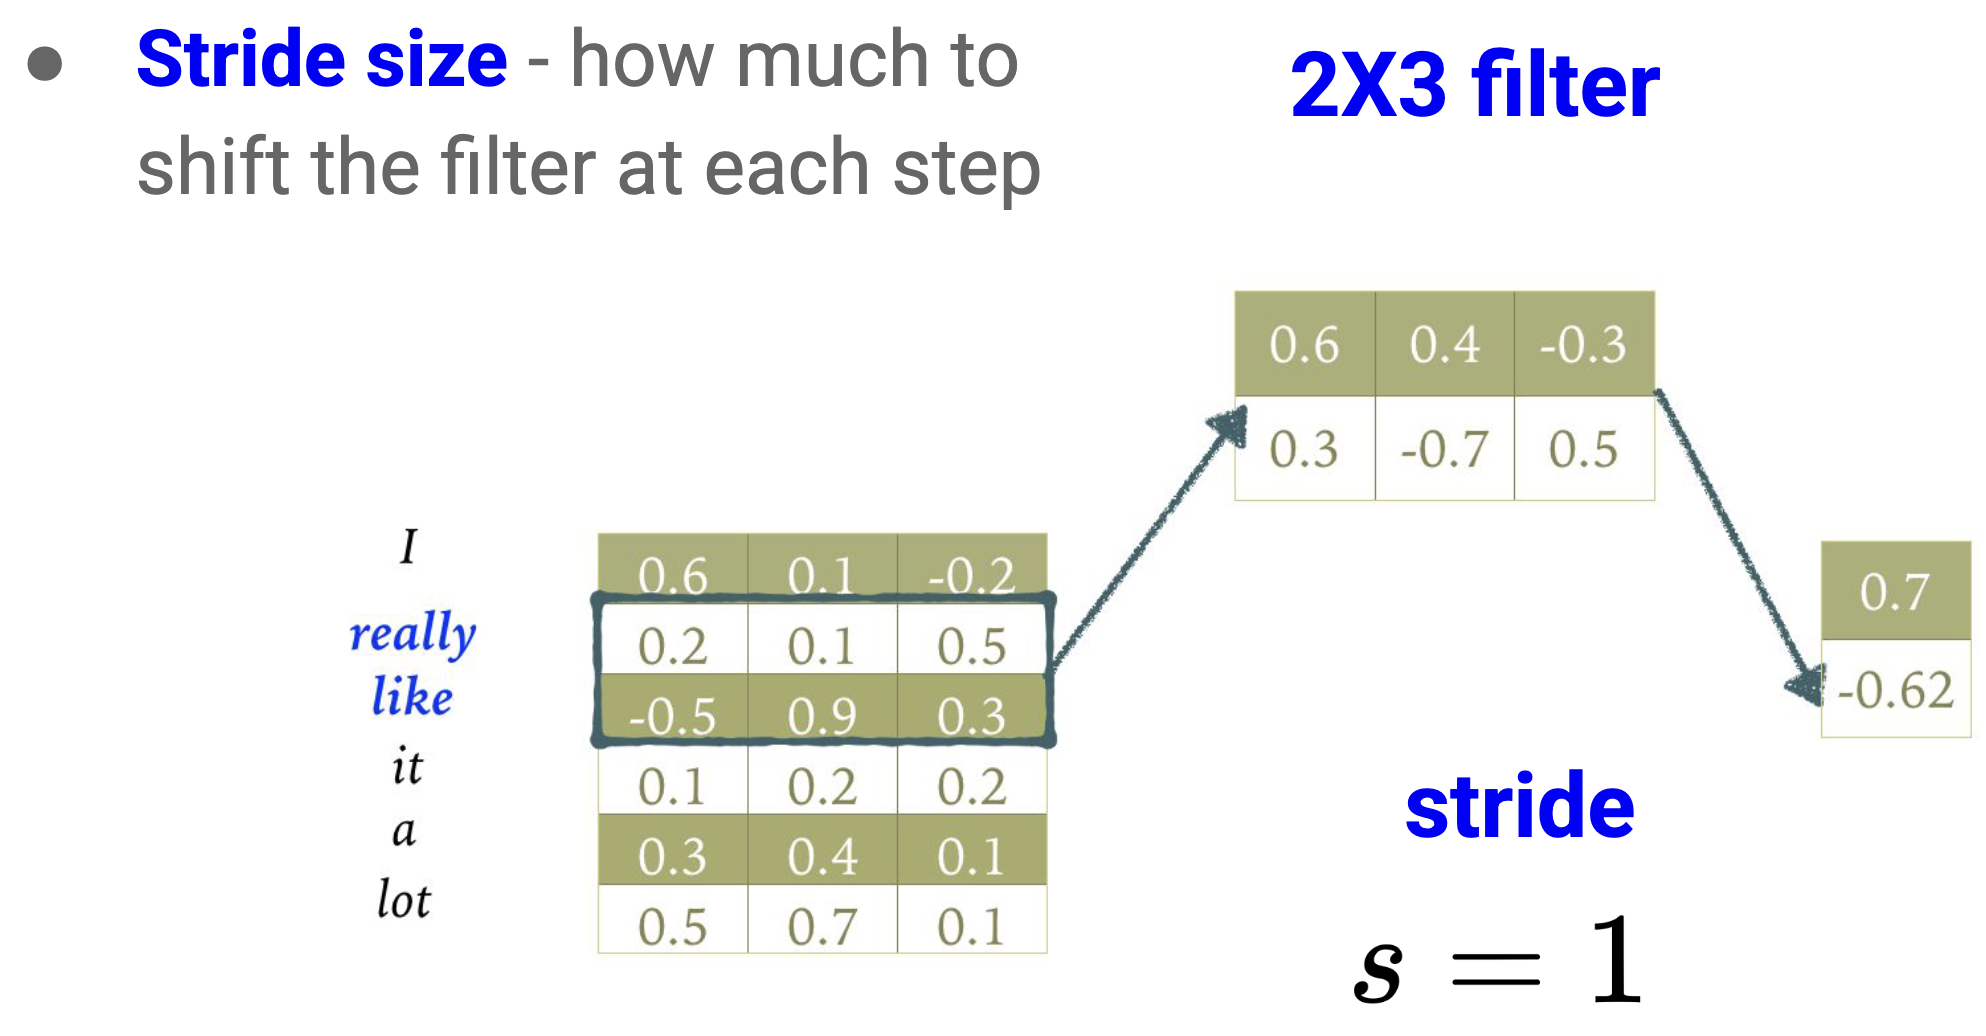 ● Stride size - how much to
shift the filter at each step
2X3 filter
0.6 0.4 -0.3
0.3 -0.7 0.5
I 0.6 0.1 -0.2
really 0.2 0.1 0.5
like -0.5 0.9 0.3
it 0.1 0.2 0.2
a 0.3 0.4 0.1
lot 0.5 0.7 0.1
0.7
-0.62
stride
s = 1